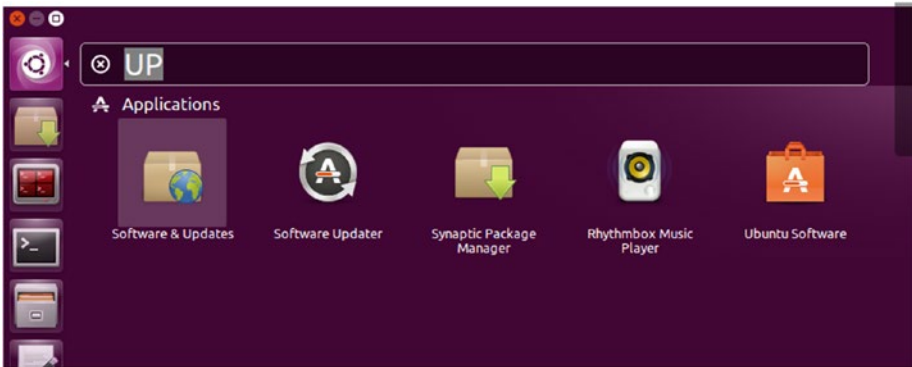 UP
Applications
Software & Updates
Software Updater
Synaptic Package
Manager
Rhythmbox Music
Player
Ubuntu Software